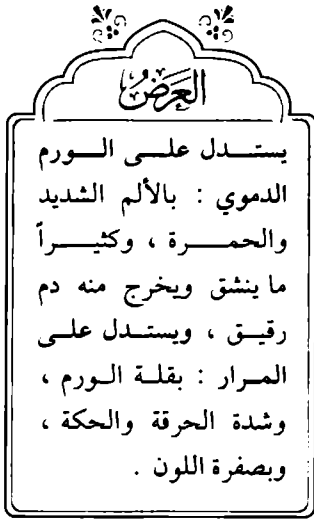 العَرَضُ
يستدل على الورم
الدموي : بالألم الشديد
والحمرة ، وكثيراً
ما ينشق ويخرج منه دم
رقيق ، ويستدل على
المرار : بقلة الورم ،
وشدة الحرقة والحكة ،
وبصفرة اللون .